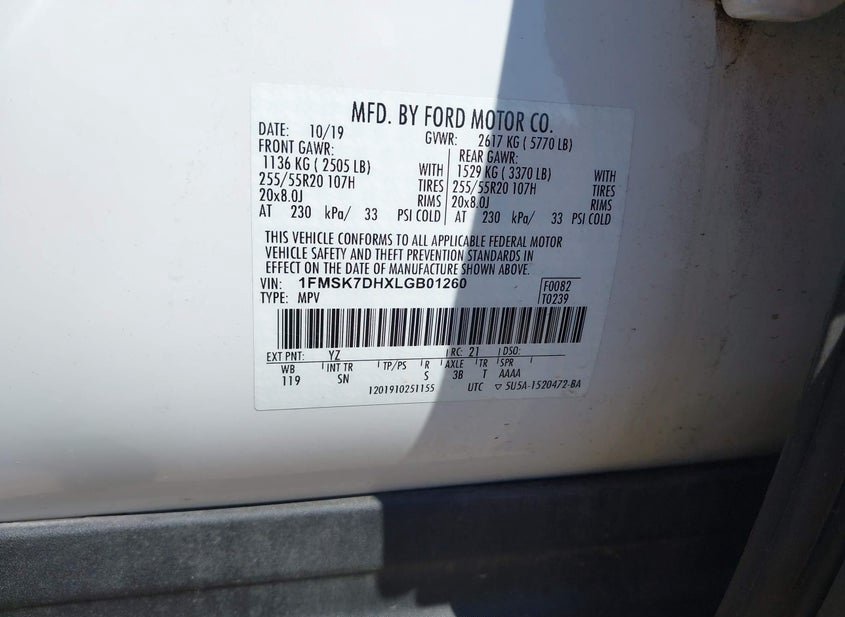 MFD. BY FORD MOTOR CO.
DATE: 10/19 GVWR: 2617 KG ( 5770 LB)
FRONT GAWR: REAR GAWR:
1136 KG ( 2505 LB) WITH 1529 KG ( 3370 LB) WITH
255/55R20 107H TIRES 255/55R20 107H TIRES
20x8.0J RIMS 20x8.0J RIMS
AT 230 kPa/ 33 PSI COLD AT 230 kPa/ 33 PSI COLD
THIS VEHICLE CONFORMS TO ALL APPLICABLE FEDERAL MOTOR
VEHICLE SAFETY AND THEFT PREVENTION STANDARDS IN
EFFECT ON THE DATE OF MANUFACTURE SHOWN ABOVE.
VIN: 1FMSK7DHXLGB01260 F0082
TYPE: MPV T0239
EXT PNT: YZ RC: 21 DSO:
WB INT TR TP/PS R AXLE TR SPR
119 SN S 3B T AAAA
1201910251155 UTC ▽ 5U5A-1520472-BA